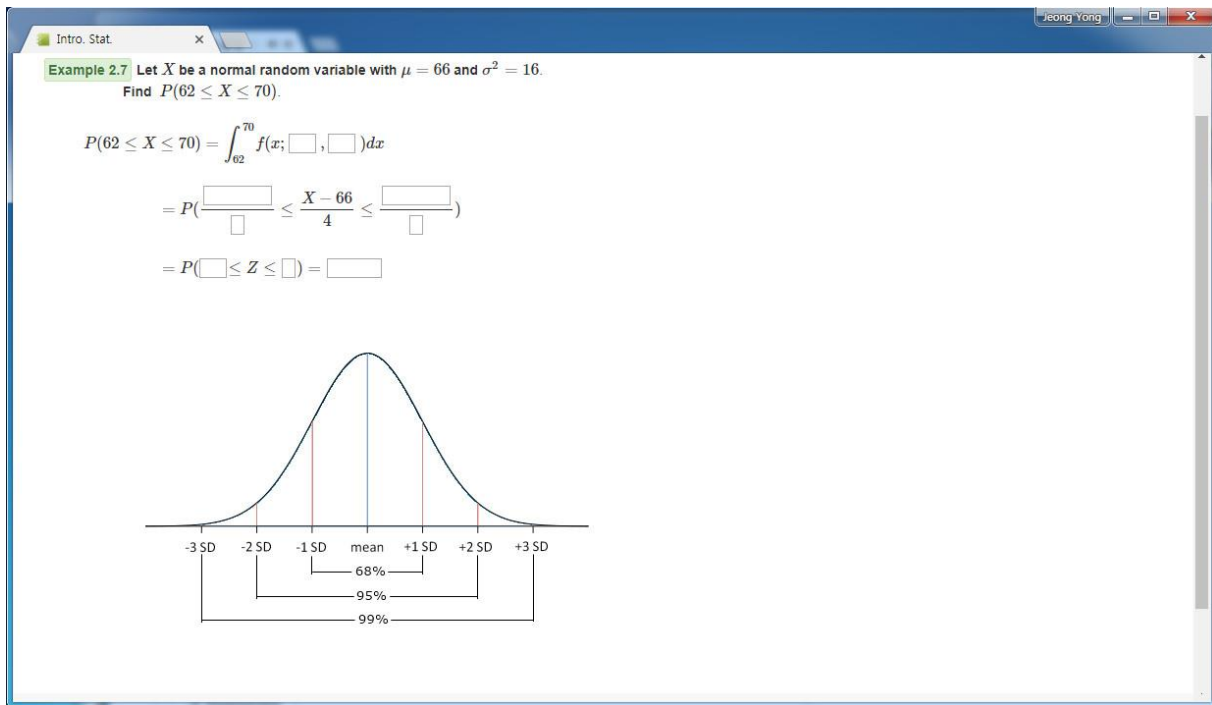 Jeong Yong
Intro. Stat.
Example 2.7 Let X be a normal random variable with μ = 66 and σ² = 16.
Find P(62 ≤ X ≤ 70).
P(62 ≤ X ≤ 70) = ∫₆₂⁷⁰ f(x; , )dx
= P( ≤ (X − 66)/4 ≤ )
= P( ≤ Z ≤ ) =
-3 SD -2 SD -1 SD mean +1 SD +2 SD +3 SD
68%
95%
99%